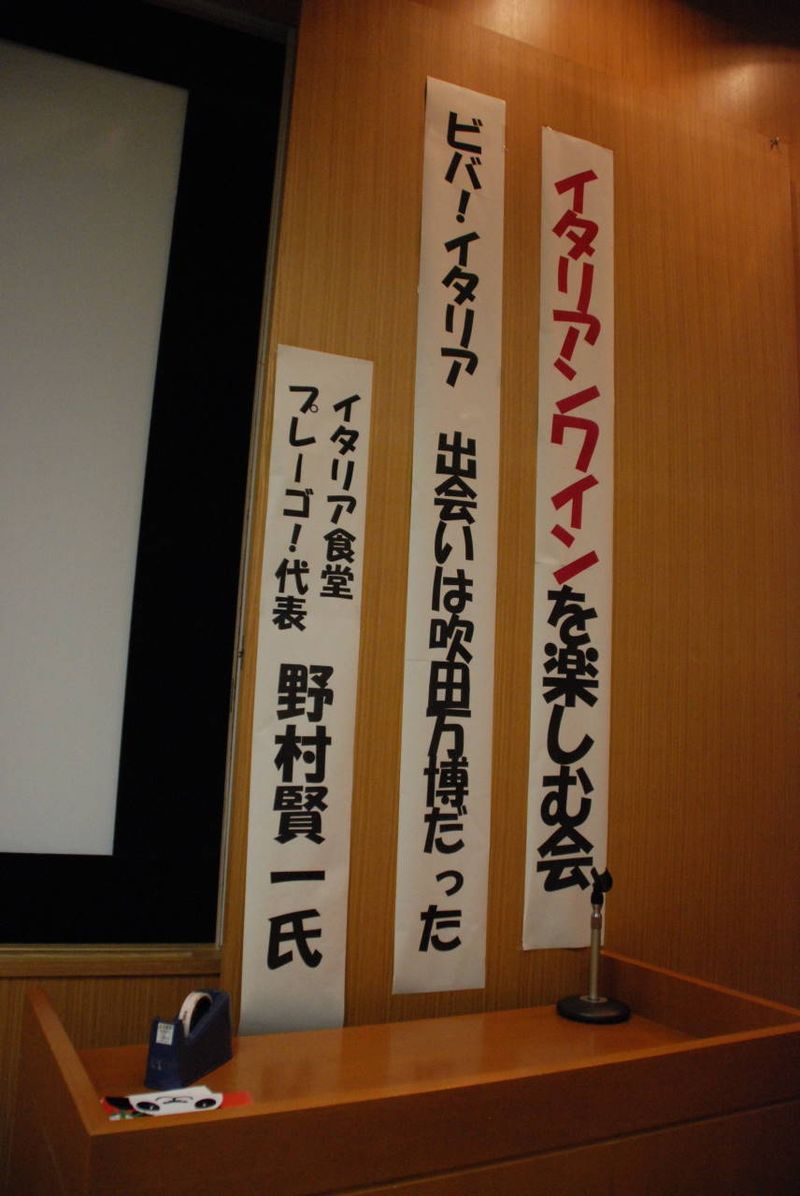 イタリアンワインを楽しむ会
ビバ！イタリア　出会いは吹田万博だった
イタリア食堂
プレーゴ！代表　野村賢一氏